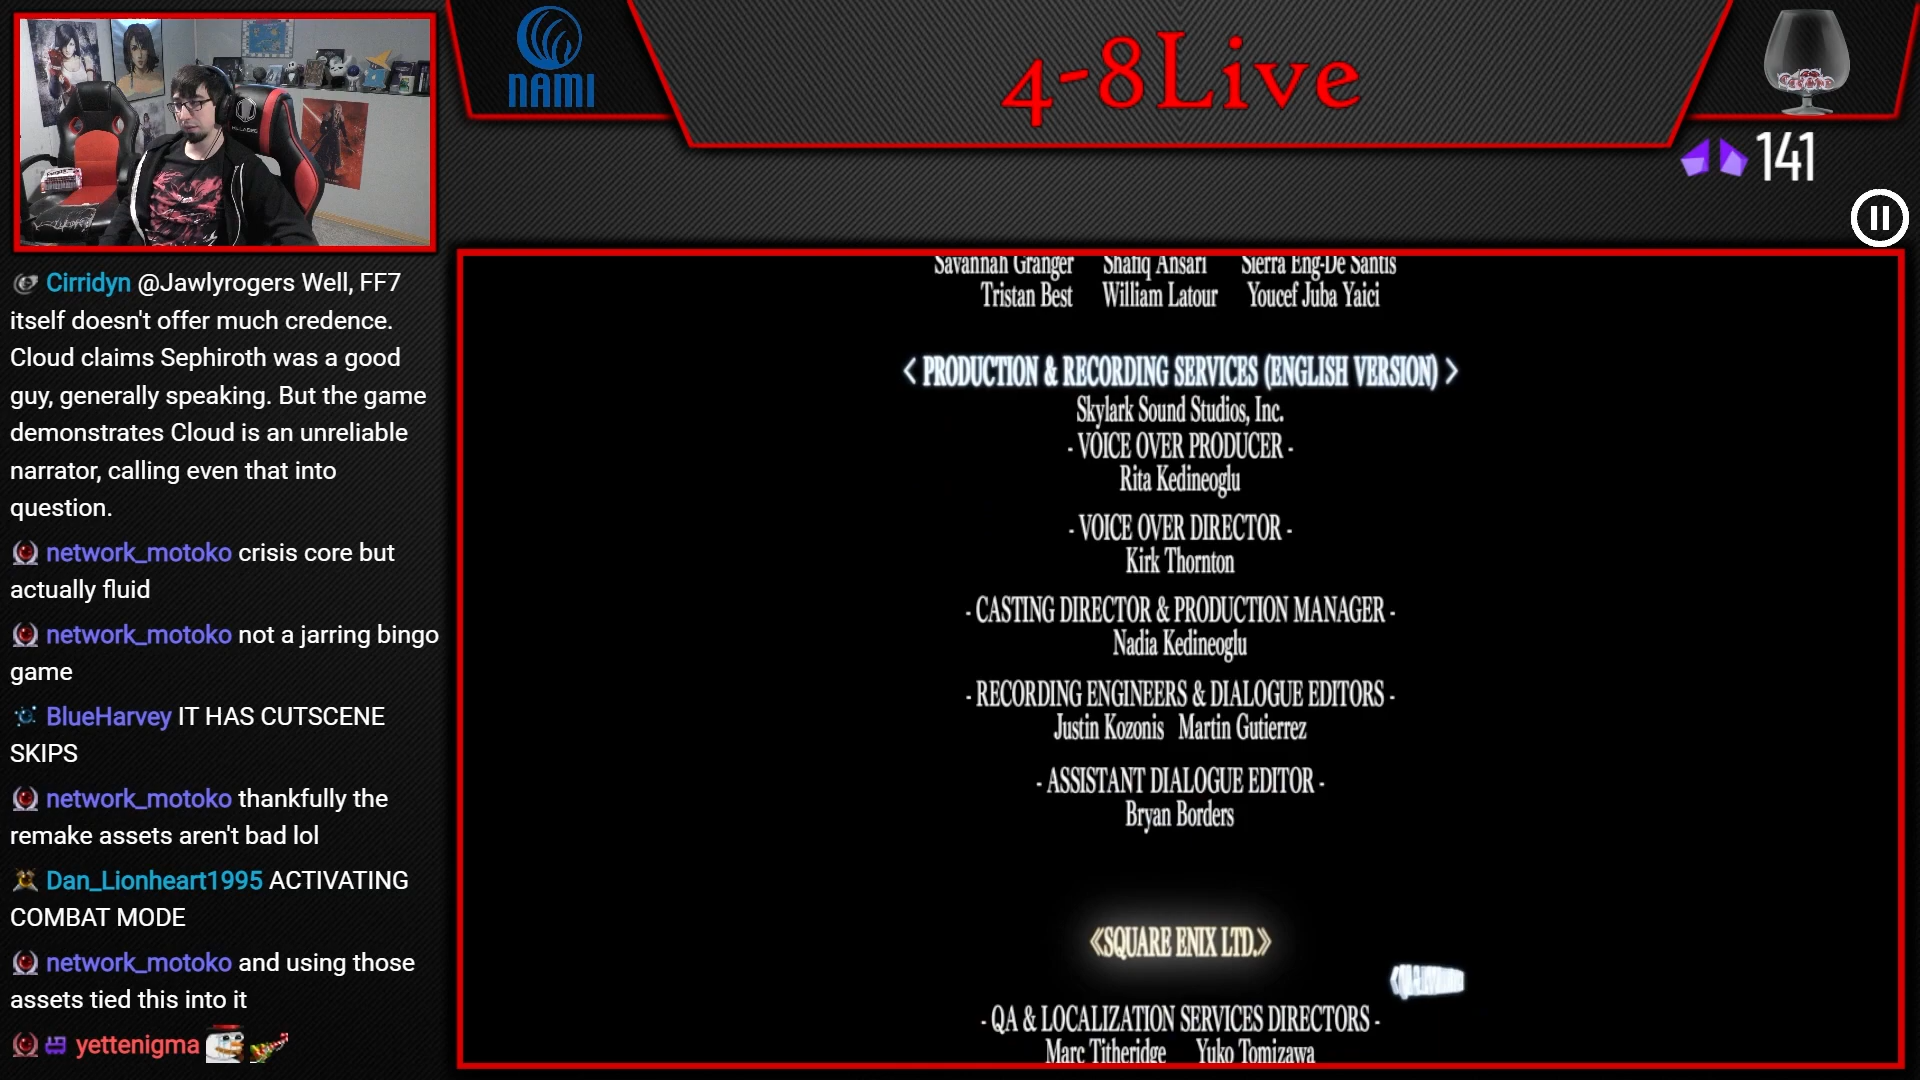 NAMI
4-8Live
141
Cirridyn @Jawlyrogers Well, FF7
itself doesn't offer much credence.
Cloud claims Sephiroth was a good
guy, generally speaking. But the game
demonstrates Cloud is an unreliable
narrator, calling even that into
question.
network_motoko crisis core but
actually fluid
network_motoko not a jarring bingo
game
BlueHarvey IT HAS CUTSCENE
SKIPS
network_motoko thankfully the
remake assets aren't bad lol
Dan_Lionheart1995 ACTIVATING
COMBAT MODE
network_motoko and using those
assets tied this into it
yettenigma
Savannah Granger Shafiq Ansari Sierra Eng-De Santis
Tristan Best William Latour Youcef Juba Yaici
< PRODUCTION & RECORDING SERVICES (ENGLISH VERSION) >
Skylark Sound Studios, Inc.
- VOICE OVER PRODUCER -
Rita Kedineoglu
- VOICE OVER DIRECTOR -
Kirk Thornton
- CASTING DIRECTOR & PRODUCTION MANAGER -
Nadia Kedineoglu
- RECORDING ENGINEERS & DIALOGUE EDITORS -
Justin Kozonis Martin Gutierrez
- ASSISTANT DIALOGUE EDITOR -
Bryan Borders
《SQUARE ENIX LTD.》
- QA & LOCALIZATION SERVICES DIRECTORS -
Marc Titheridge Yuko Tomizawa